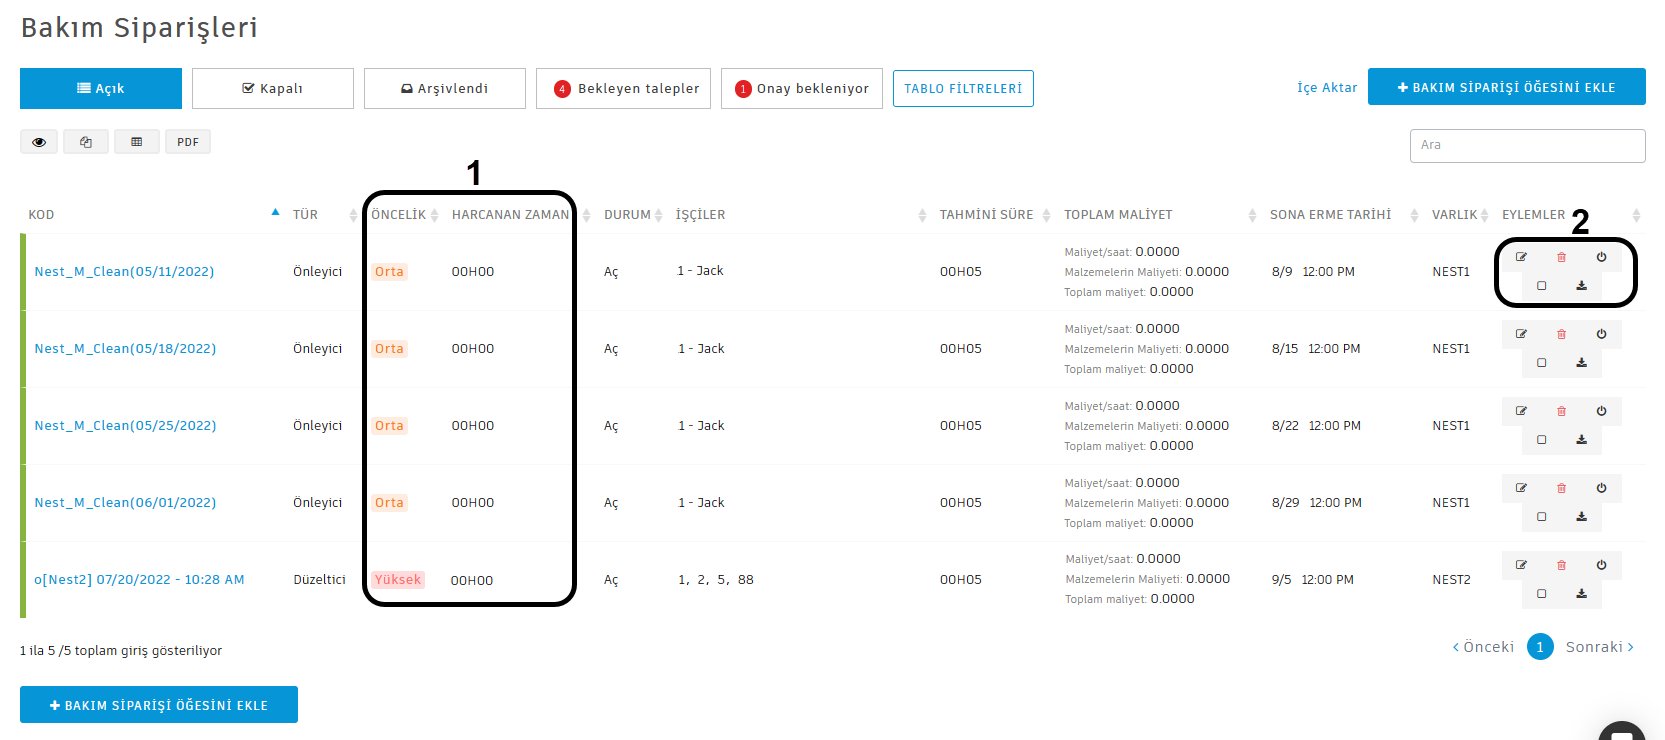 Bakım Siparişleri
Açık Kapalı Arşivlendi 4 Bekleyen talepler 1 Onay bekleniyor TABLO FİLTRELERİ İçe Aktar BAKIM SİPARİŞİ ÖĞESİNİ EKLE
PDF Ara
1
KOD TÜR ÖNCELİK HARCANAN ZAMAN DURUM İŞÇİLER TAHMİNİ SÜRE TOPLAM MALİYET SONA ERME TARİHİ VARLIK EYLEMLER 2
Maliyet/saat: 0.0000
Nest_M_Clean(05/11/2022) Önleyici Orta 00H00 Aç 1 - Jack 00H05 Malzemelerin Maliyeti: 0.0000 8/9 12:00 PM NEST1
Toplam maliyet: 0.0000
Maliyet/saat: 0.0000
Nest_M_Clean(05/18/2022) Önleyici Orta 00H00 Aç 1 - Jack 00H05 Malzemelerin Maliyeti: 0.0000 8/15 12:00 PM NEST1
Toplam maliyet: 0.0000
Maliyet/saat: 0.0000
Nest_M_Clean(05/25/2022) Önleyici Orta 00H00 Aç 1 - Jack 00H05 Malzemelerin Maliyeti: 0.0000 8/22 12:00 PM NEST1
Toplam maliyet: 0.0000
Maliyet/saat: 0.0000
Nest_M_Clean(06/01/2022) Önleyici Orta 00H00 Aç 1 - Jack 00H05 Malzemelerin Maliyeti: 0.0000 8/29 12:00 PM NEST1
Toplam maliyet: 0.0000
Maliyet/saat: 0.0000
o[Nest2] 07/20/2022 - 10:28 AM Düzeltici Yüksek 00H00 Aç 1, 2, 5, 88 00H05 Malzemelerin Maliyeti: 0.0000 9/5 12:00 PM NEST2
Toplam maliyet: 0.0000
1 ila 5 /5 toplam giriş gösteriliyor < Önceki 1 Sonraki >
BAKIM SİPARİŞİ ÖĞESİNİ EKLE